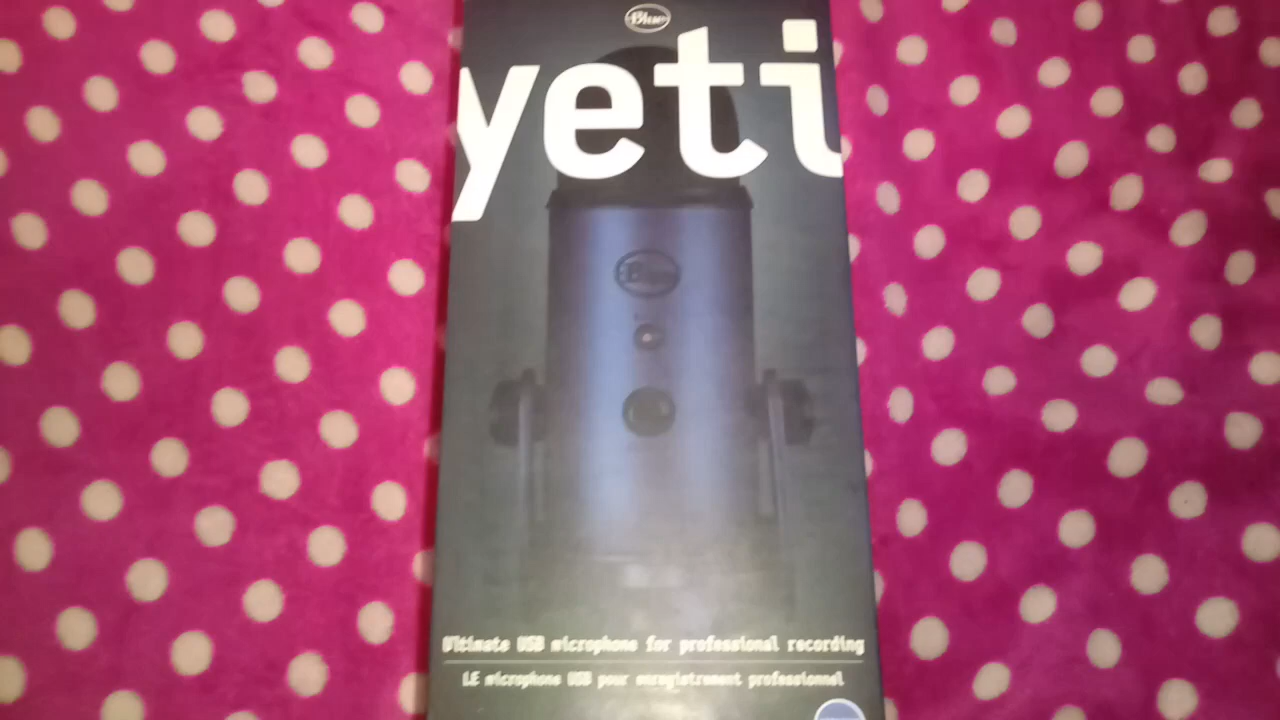 Blue
yeti
Blue
Ultimate USB microphone for professional recording
LE microphone USB pour enregistrement professionnel